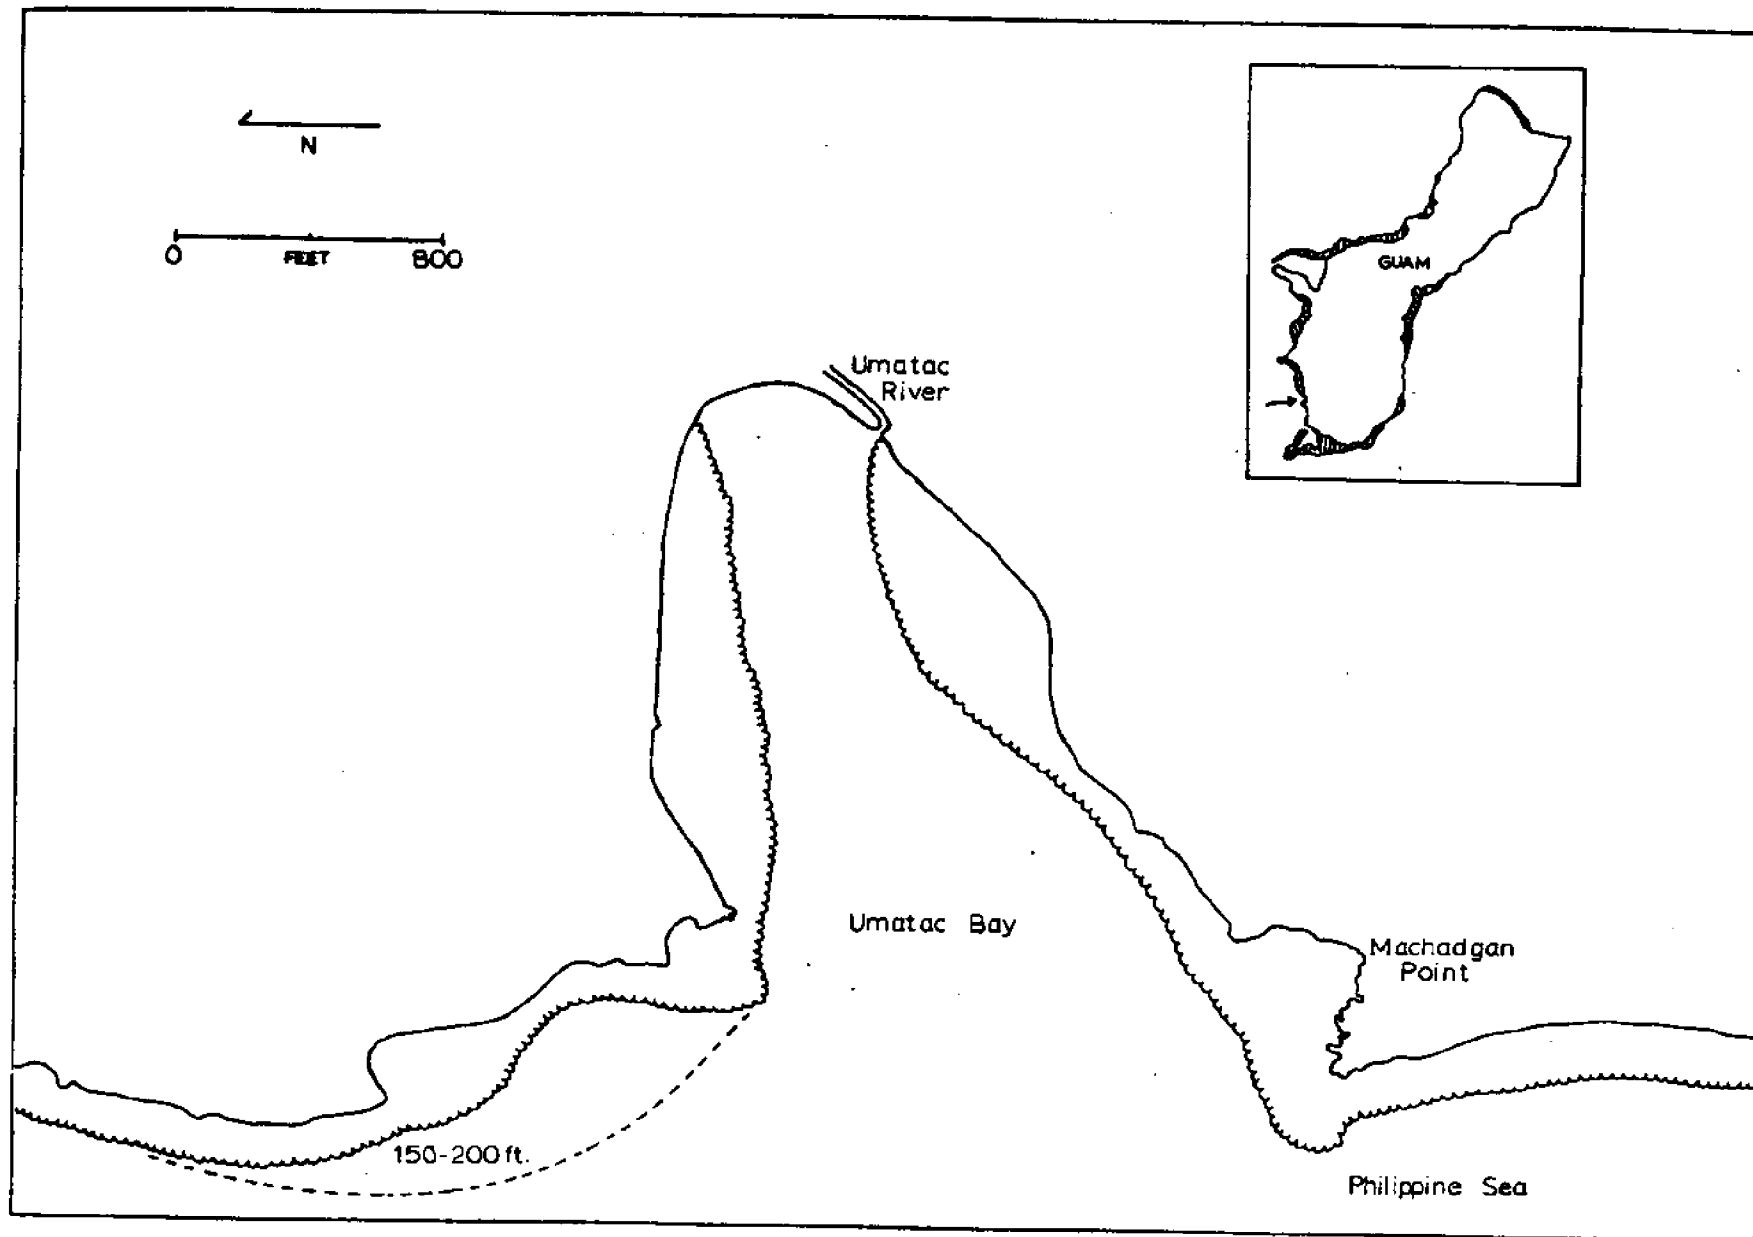 N
0 FEET 800
GUAM
Umatac
River
Umatac Bay
Machadgan
Point
150-200 ft.
Philippine Sea